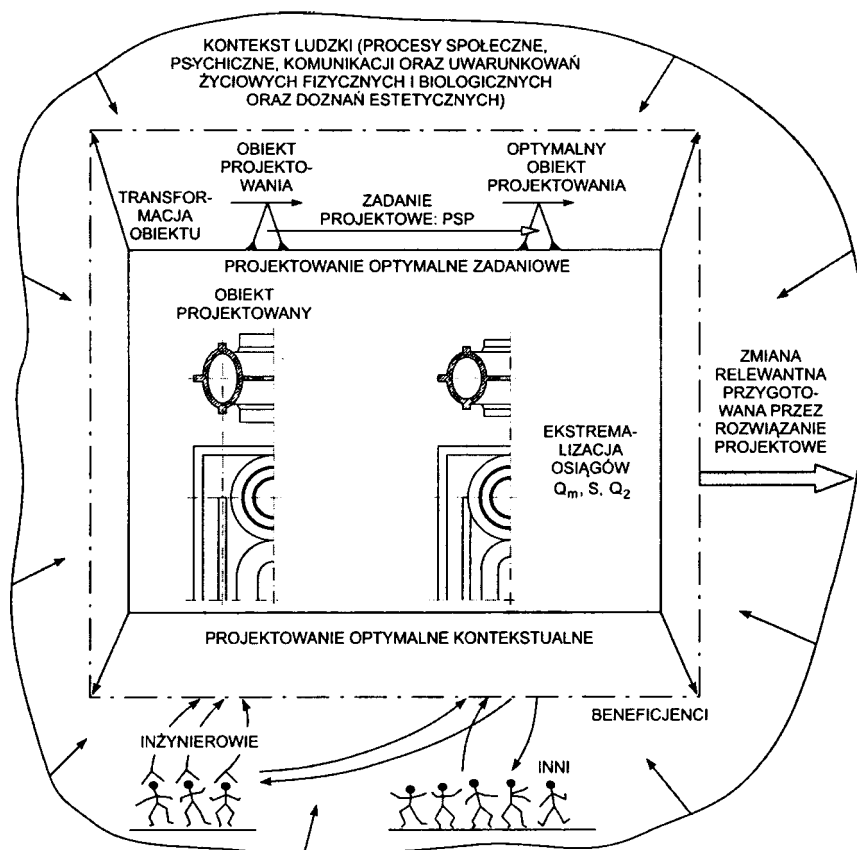 KONTEKST LUDZKI (PROCESY SPOŁECZNE,
PSYCHICZNE, KOMUNIKACJI ORAZ UWARUNKOWAŃ
ŻYCIOWYCH FIZYCZNYCH I BIOLOGICZNYCH
ORAZ DOZNAŃ ESTETYCZNYCH)
OBIEKT
PROJEKTO-
WANIA
OPTYMALNY
OBIEKT
PROJEKTOWANIA
TRANSFOR-
MACJA
OBIEKTU
ZADANIE
PROJEKTOWE: PSP
PROJEKTOWANIE OPTYMALNE ZADANIOWE
OBIEKT
PROJEKTOWANY
EKSTREMA-
LIZACJA
OSIĄGÓW
Qm, S, Q2
ZMIANA
RELEWANTNA
PRZYGOTO-
WANA PRZEZ
ROZWIĄZANIE
PROJEKTOWE
PROJEKTOWANIE OPTYMALNE KONTEKSTUALNE
BENEFICJENCI
INŻYNIEROWIE
INNI